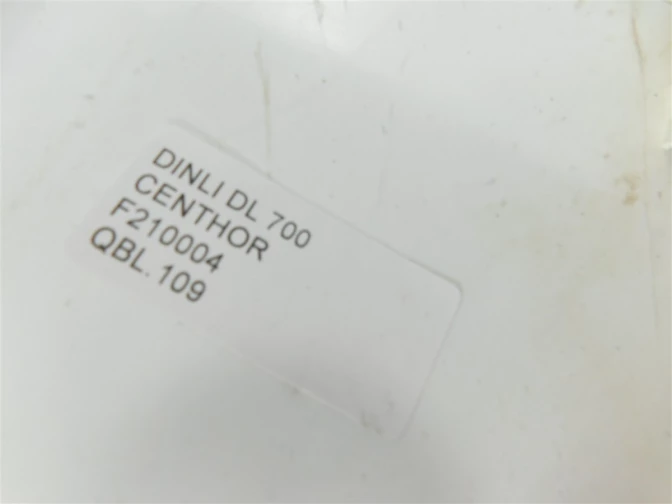 DINLI DL 700
CENTHOR
F210004
QBL.109